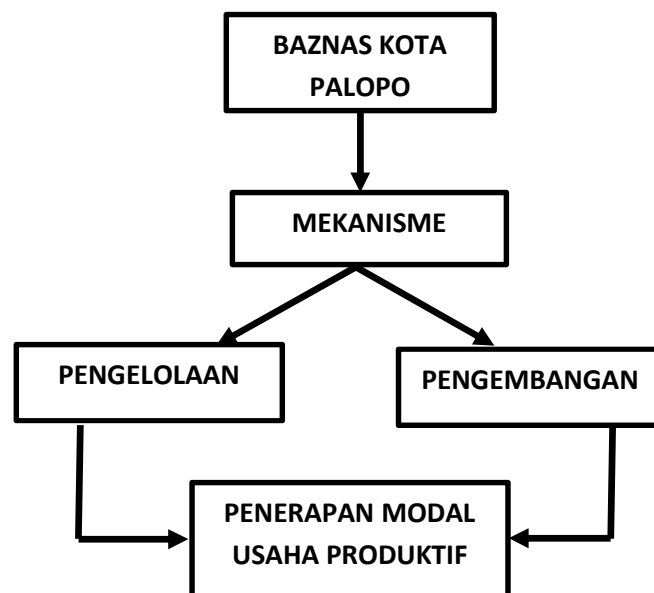 BAZNAS KOTA
PALOPO
MEKANISME
PENGELOLAAN
PENGEMBANGAN
PENERAPAN MODAL
USAHA PRODUKTIF